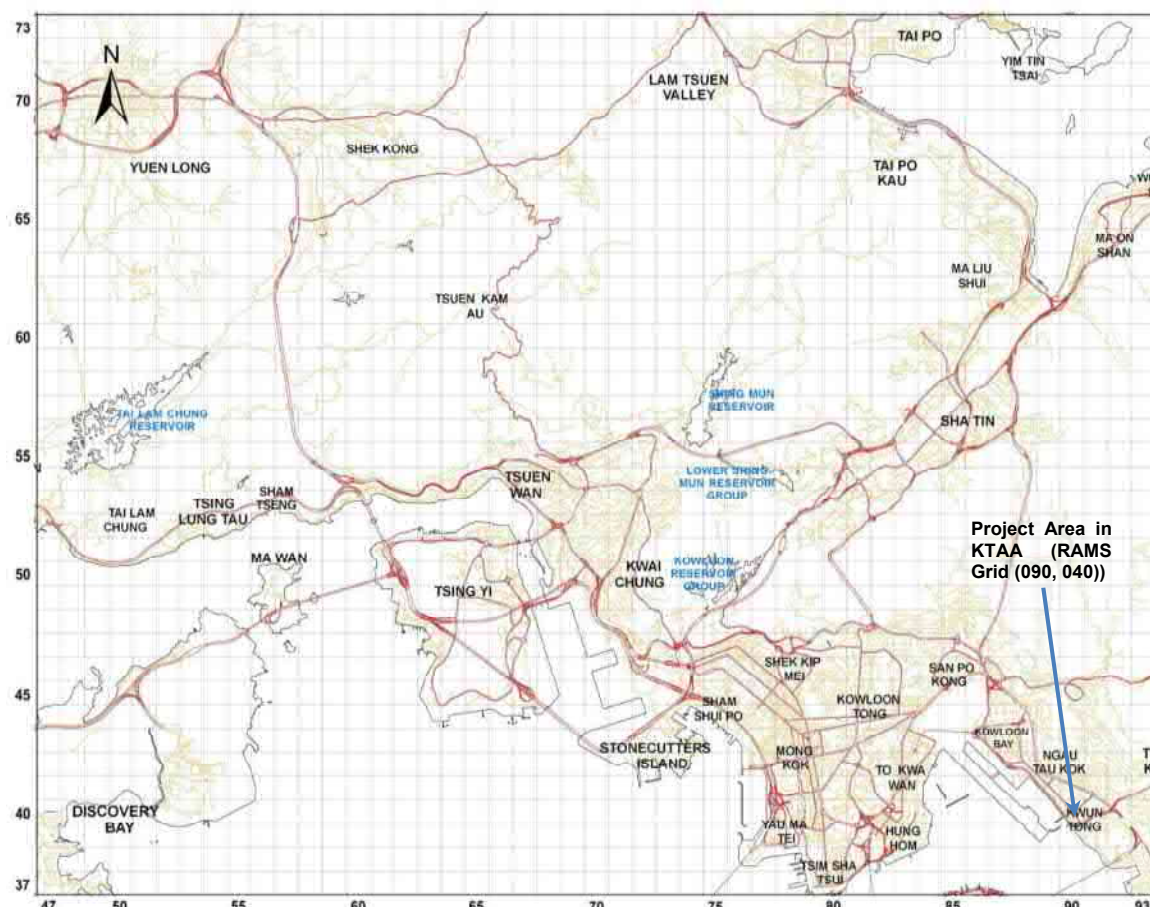 73
TAI PO
N
YIM TIN
TSAI
LAM TSUEN
VALLEY
70
SHEK KONG
YUEN LONG
TAI PO
KAU
65
MA ON
SHAN
MA LIU
SHUI
TSUEN KAM
AU
60
SHING MUN
RESERVOIR
TAI LAM CHUNG
RESERVOIR
SHA TIN
55
TSUEN
WAN
LOWER SHING
MUN RESERVOIR
GROUP
SHAM
TSENG
TSING
LUNG TAU
TAI LAM
CHUNG
Project Area in
KTAA (RAMS
Grid (090, 040))
MA WAN
50
KWAI
CHUNG
KOWLOON
RESERVOIR
GROUP
TSING YI
SHEK KIP
MEI
SAN PO
KONG
45
SHAM
SHUI PO
KOWLOON
TONG
KOWLOON
BAY
STONECUTTERS
ISLAND
MONG
KOK
NGAU
TAU KOK
TO KWA
WAN
DISCOVERY
BAY
40
KWUN
TONG
YAU MA
TEI
HUNG
HOM
TSIM SHA
TSUI
37
47 50 55 60 65 70 75 80 85 90 93